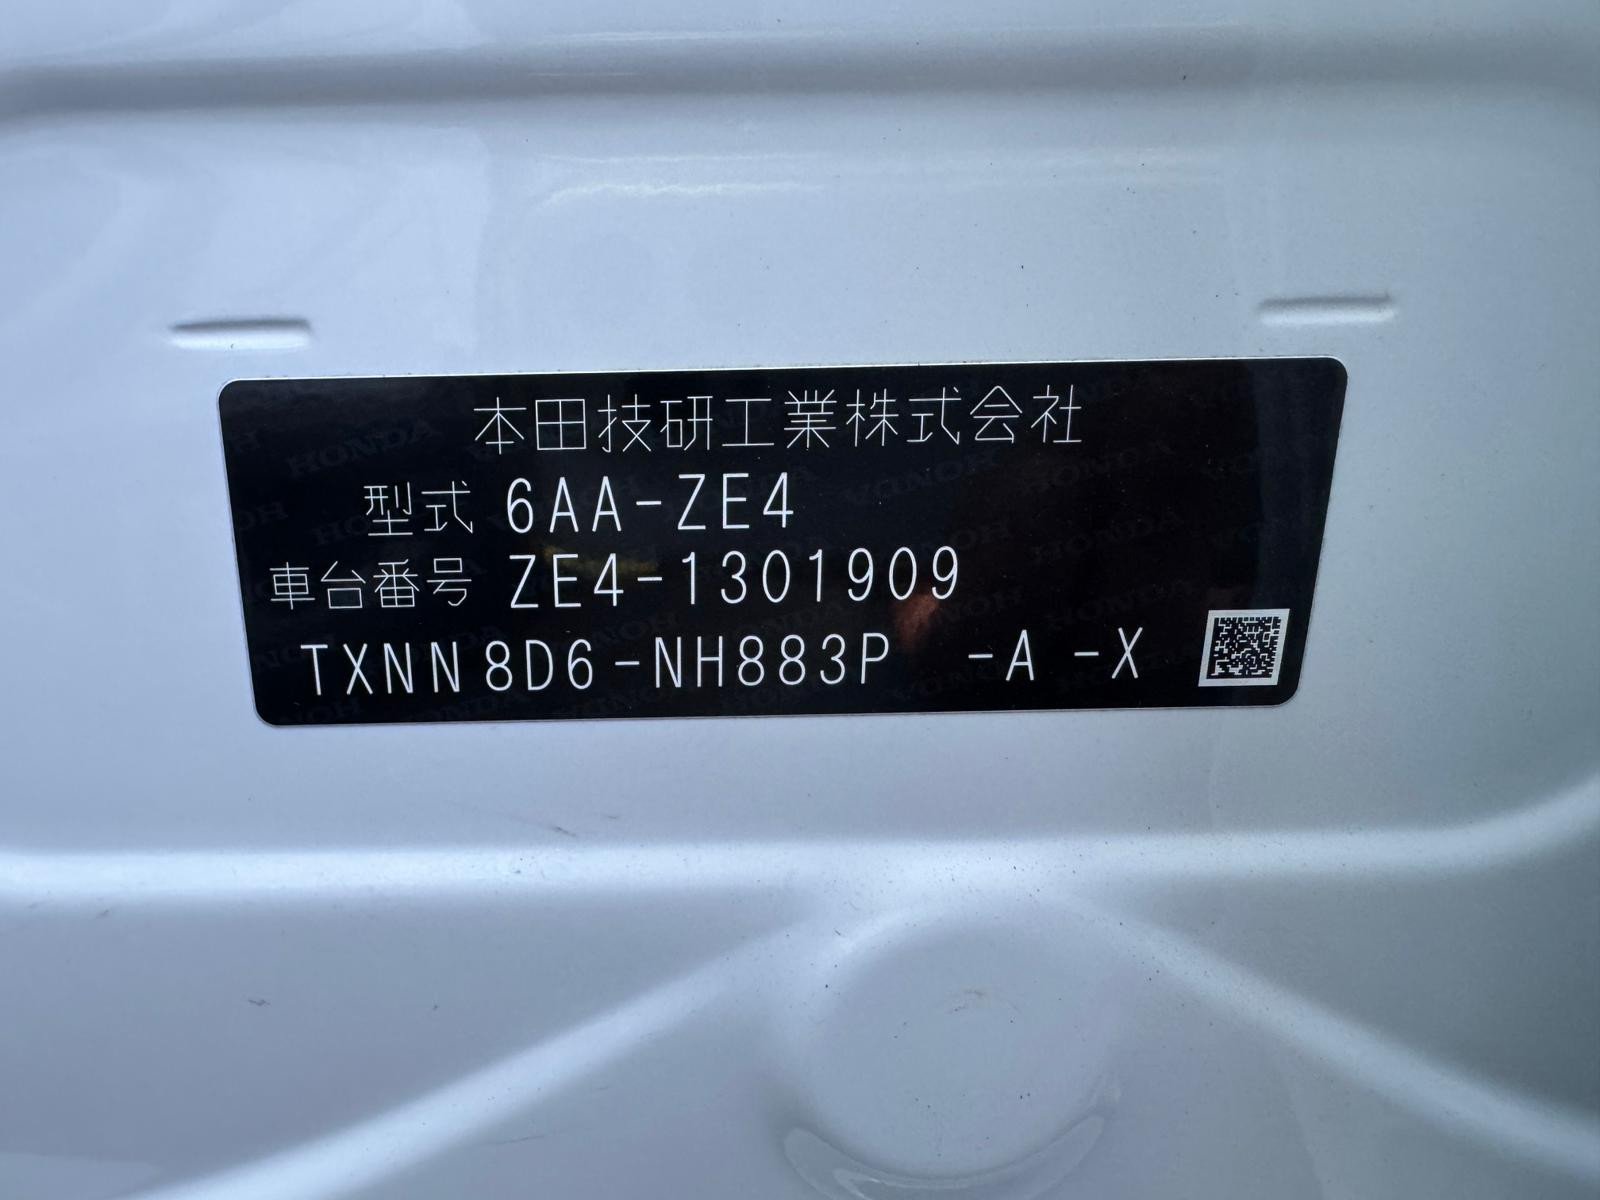 本田技研工業株式会社
型式 6AA-ZE4
車台番号 ZE4-1301909
TXNN8D6-NH883P -A -X